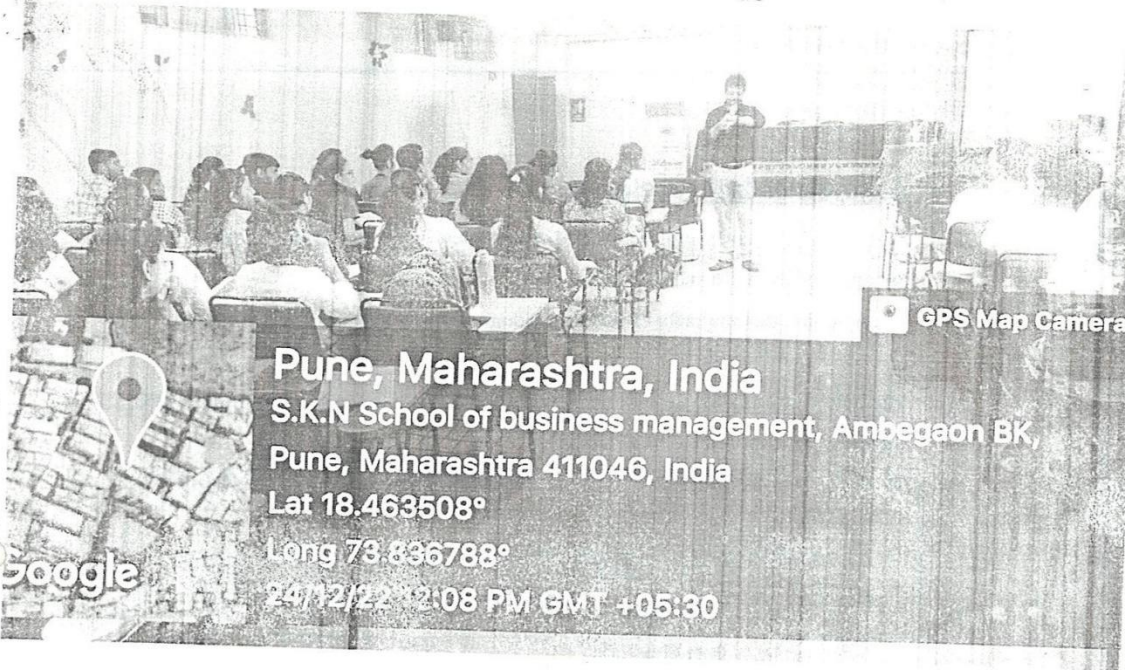 GPS Map Camera
Pune, Maharashtra, India
S.K.N School of business management, Ambegaon BK,
Pune, Maharashtra 411046, India
Lat 18.463508°
Long 73.836788°
24/12/22 :08 PM GMT +05:30
Google